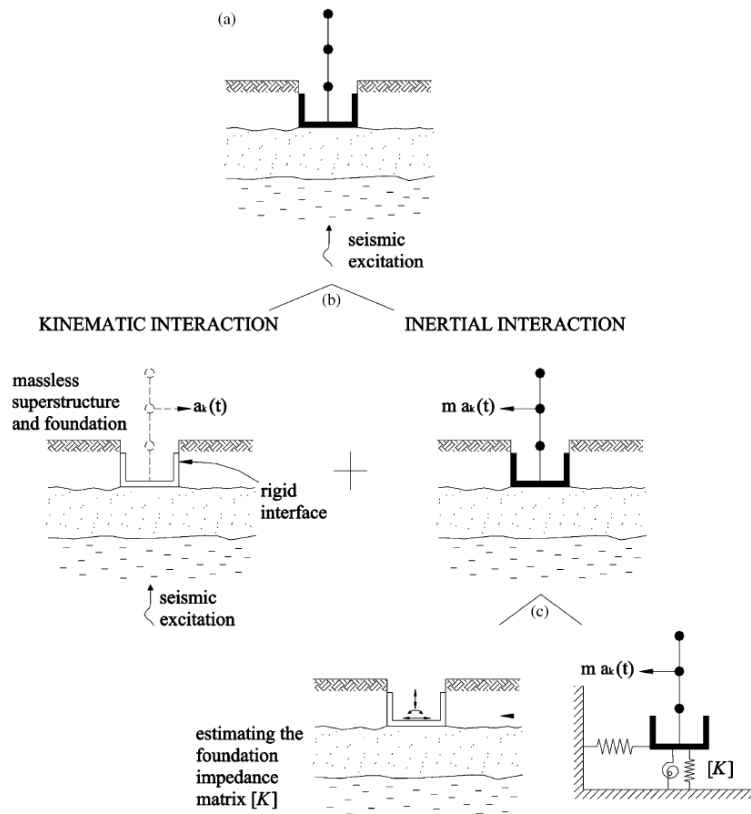 (a)
seismic
excitation
(b)
KINEMATIC INTERACTION
INERTIAL INTERACTION
massless
superstructure
and foundation
aₖ(t)
rigid
interface
seismic
excitation
m aₖ(t)
(c)
estimating the
foundation
impedance
matrix [K]
m aₖ(t)
[K]